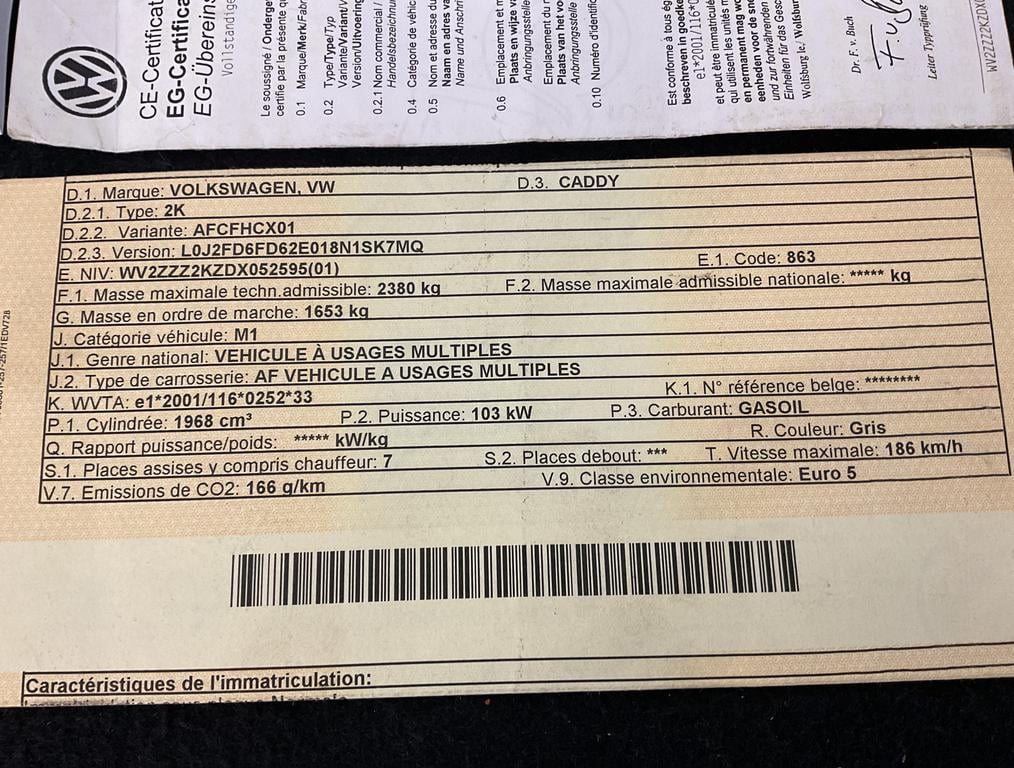 CE-Certificat
EG-Certifica
EG-Übereins
Vollständige
Le soussigné / Onderge
certifie par la présente q
0.1 Marque/Merk/Fabr
0.2 Type/Type/Typ
Variante/Variant/V
Version/Uitvoering
0.2.1 Nom commercial /
Handelsbezeichnun
0.4 Catégorie de véhic
0.5 Nom et adresse du
Naam en adres va
Name und Anschri
0.6 Emplacement et m
Plaats en wijze va
Anbringungsstelle
Emplacement du n
Plaats van het vo
Anbringungsstelle
0.10 Numéro d'identific
Est conforme à tous ég
beschreven in goedke
e1*2001/116*0
et peut être immatriculé
qui utilisent les unités m
en permanent mag wo
eenheden voor de sne
und zur fortwährenden
Einheiten für das Gesc
Wolfsburg le/ Wolfsbur
Dr. F. v. Buch
Leiter Typprüfung
WV2ZZZ2KZDX0
D.1. Marque: VOLKSWAGEN, VW D.3. CADDY
D.2.1. Type: 2K
D.2.2. Variante: AFCFHCX01
D.2.3. Version: L0J2FD6FD62E018N1SK7MQ
E. NIV: WV2ZZZ2KZDX052595(01) E.1. Code: 863
F.1. Masse maximale techn.admissible: 2380 kg F.2. Masse maximale admissible nationale: ***** kg
G. Masse en ordre de marche: 1653 kg
J. Catégorie véhicule: M1
J.1. Genre national: VEHICULE À USAGES MULTIPLES
J.2. Type de carrosserie: AF VEHICULE A USAGES MULTIPLES
K. WVTA: e1*2001/116*0252*33 K.1. N° référence belge: ********
P.1. Cylindrée: 1968 cm³ P.2. Puissance: 103 kW P.3. Carburant: GASOIL
Q. Rapport puissance/poids: ***** kW/kg R. Couleur: Gris
S.1. Places assises y compris chauffeur: 7 S.2. Places debout: *** T. Vitesse maximale: 186 km/h
V.7. Emissions de CO2: 166 g/km V.9. Classe environnementale: Euro 5
Caractéristiques de l'immatriculation: